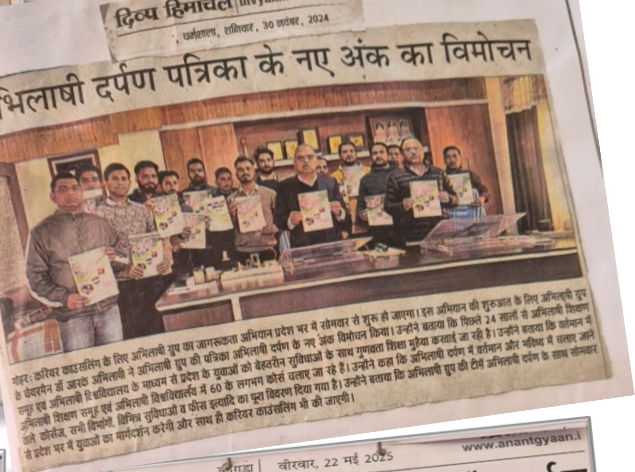 दिव्य हिमाचल
धर्मशाला, शनिवार, 30 नवंबर, 2024
भिलाषी दर्पण पत्रिका के नए अंक का विमोचन
गोहर: करियर काउंसलिंग के लिए अभिलाषी ग्रुप का जागरूकता अभियान प्रदेश भर में सोमवार से शुरू हो जाएगा। इस अभियान की शुरुआत के लिए अभिलाषी ग्रुप
के चेयरमैन डॉ आरके अभिलाषी ने अभिलाषी ग्रुप की पत्रिका अभिलाषी दर्पण के नए अंक विमोचन किया। उन्होंने बताया कि पिछले 24 सालों से अभिलाषी शिक्षण
समूह एवं अभिलाषी विश्वविद्यालय के माध्यम से प्रदेश के युवाओं को बेहतरीन सुविधाओं के साथ गुणवत्ता शिक्षा मुहैया करवाई जा रही है। उन्होंने बताया कि वर्तमान में
अभिलाषी शिक्षण समूह एवं अभिलाषी विश्वविद्यालय में 60 के लगभग कोर्स चलाए जा रहे हैं। उन्होंने कहा कि अभिलाषी दर्पण में वर्तमान और भविष्य में चलाए जाने
वाले कोर्सेज, सभी विभागों, विभिन्न सुविधाओं व फीस इत्यादि का पूरा विवरण दिया गया है। उन्होंने बताया कि अभिलाषी ग्रुप की टीमें अभिलाषी दर्पण के साथ सोमवार
से प्रदेश भर में युवाओं का मार्गदर्शन करेगी और साथ ही करियर काउंसलिंग भी की जाएगी।
www.anantgyaan.i
वीरवार, 22 मई 2025